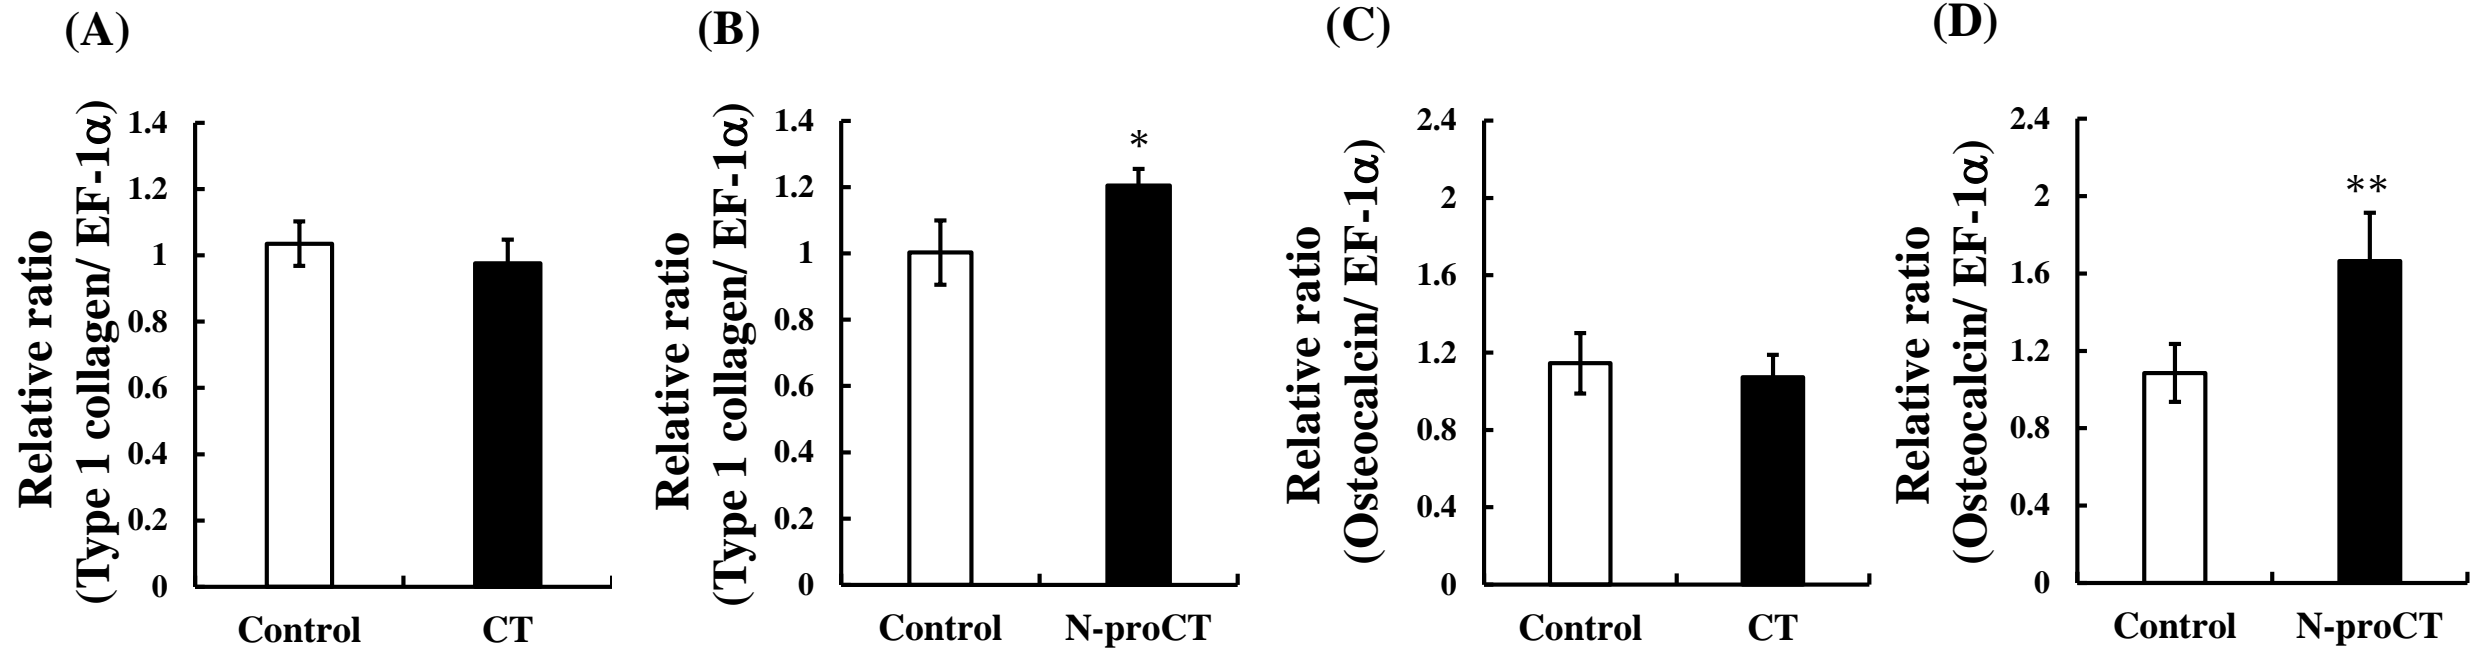 (A)
Relative ratio
(Type 1 collagen/ EF-1α)
1.4
1.2
1
0.8
0.6
0.4
0.2
0
Control CT
(B)
Relative ratio
(Type 1 collagen/ EF-1α)
1.4
1.2
1
0.8
0.6
0.4
0.2
0
*
Control N-proCT
(C)
Relative ratio
(Osteocalcin/ EF-1α)
2.4
2
1.6
1.2
0.8
0.4
0
Control CT
(D)
Relative ratio
(Osteocalcin/ EF-1α)
2.4
2
1.6
1.2
0.8
0.4
0
**
Control N-proCT